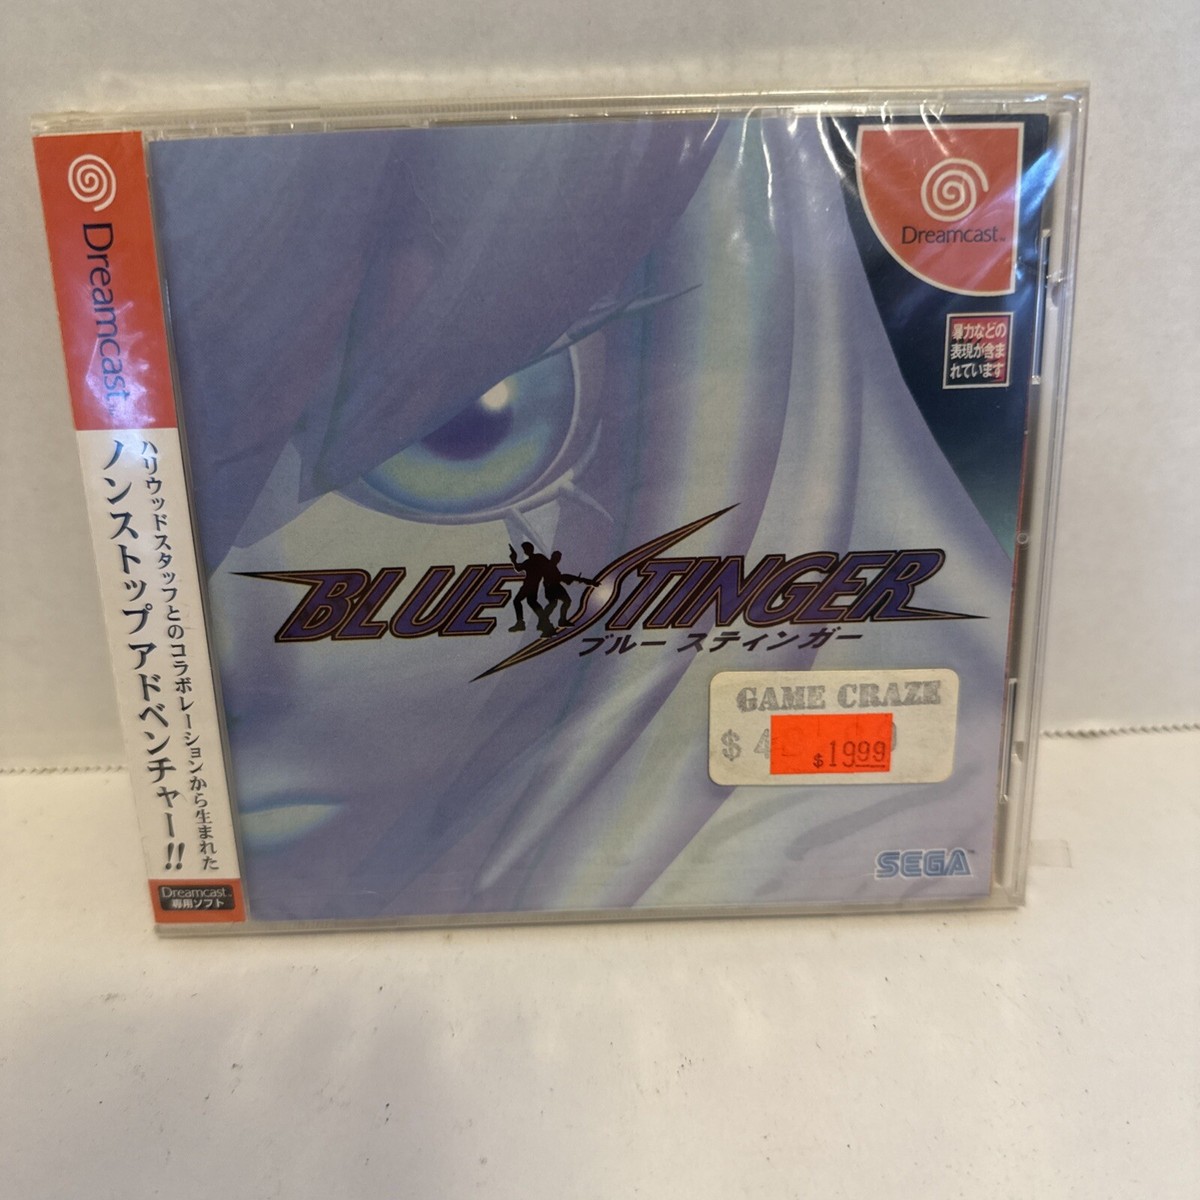 Dreamcast
ハリウッドスタッフとのコラボレーションから生まれた
ノンストップアドベンチャー!!
Dreamcast
専用ソフト
Dreamcast
暴力などの
表現が含ま
れています
BLUE STINGER
ブルー スティンガー
GAME CRAZE
$19.99
SEGA